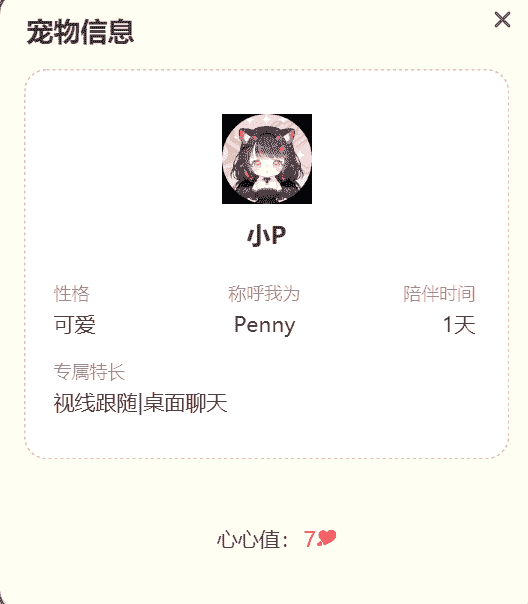 宠物信息
小P
性格 称呼我为 陪伴时间
可爱 Penny 1天
专属特长
视线跟随|桌面聊天
心心值：7